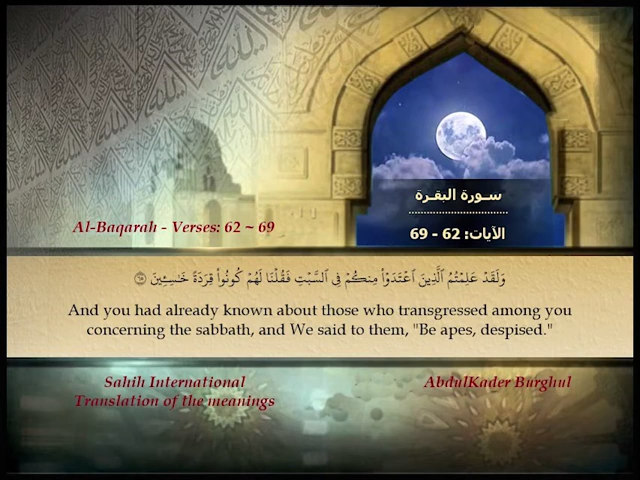 سورة البقرة
الآيات: 62 - 69
Al-Baqarah - Verses: 62 ~ 69
وَلَقَدْ عَلِمْتُمُ ٱلَّذِينَ ٱعْتَدَوْا۟ مِنكُمْ فِى ٱلسَّبْتِ فَقُلْنَا لَهُمْ كُونُوا۟ قِرَدَةً خَـٰسِـِٔينَ ٦٥
And you had already known about those who transgressed among you
concerning the sabbath, and We said to them, "Be apes, despised."
Sahih International
Translation of the meanings
AbdulKader Burghul